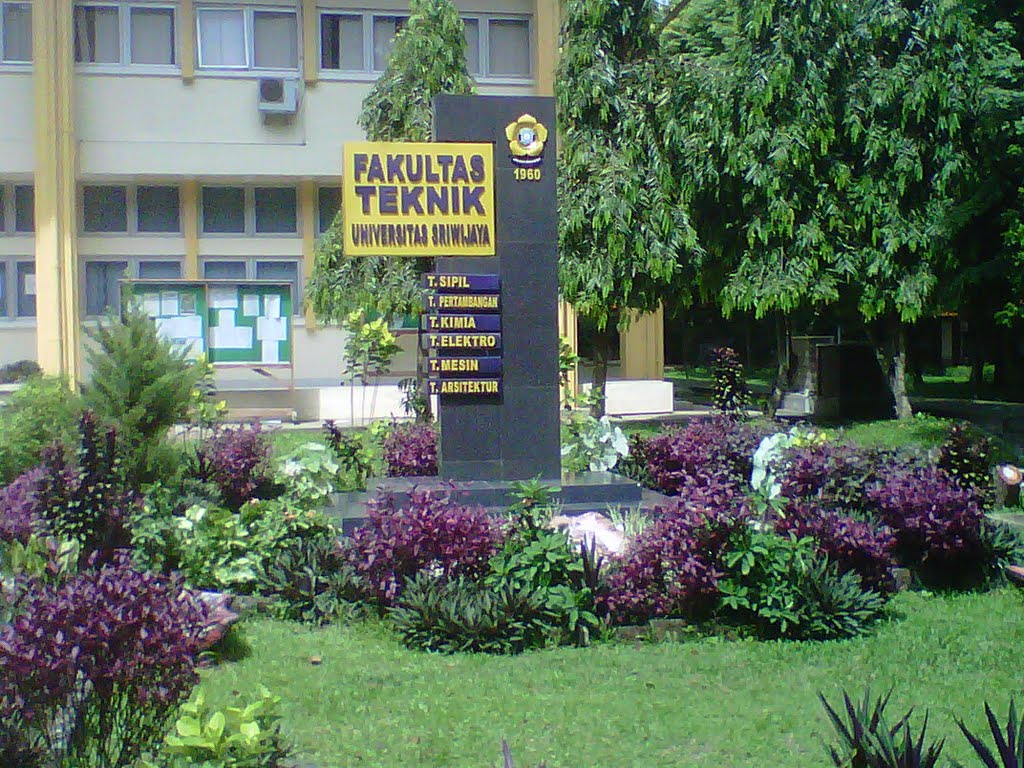 1960
FAKULTAS
TEKNIK
UNIVERSITAS SRIWIJAYA
T. SIPIL
T. PERTAMBANGAN
T. KIMIA
T. ELEKTRO
T. MESIN
T. ARSITEKTUR